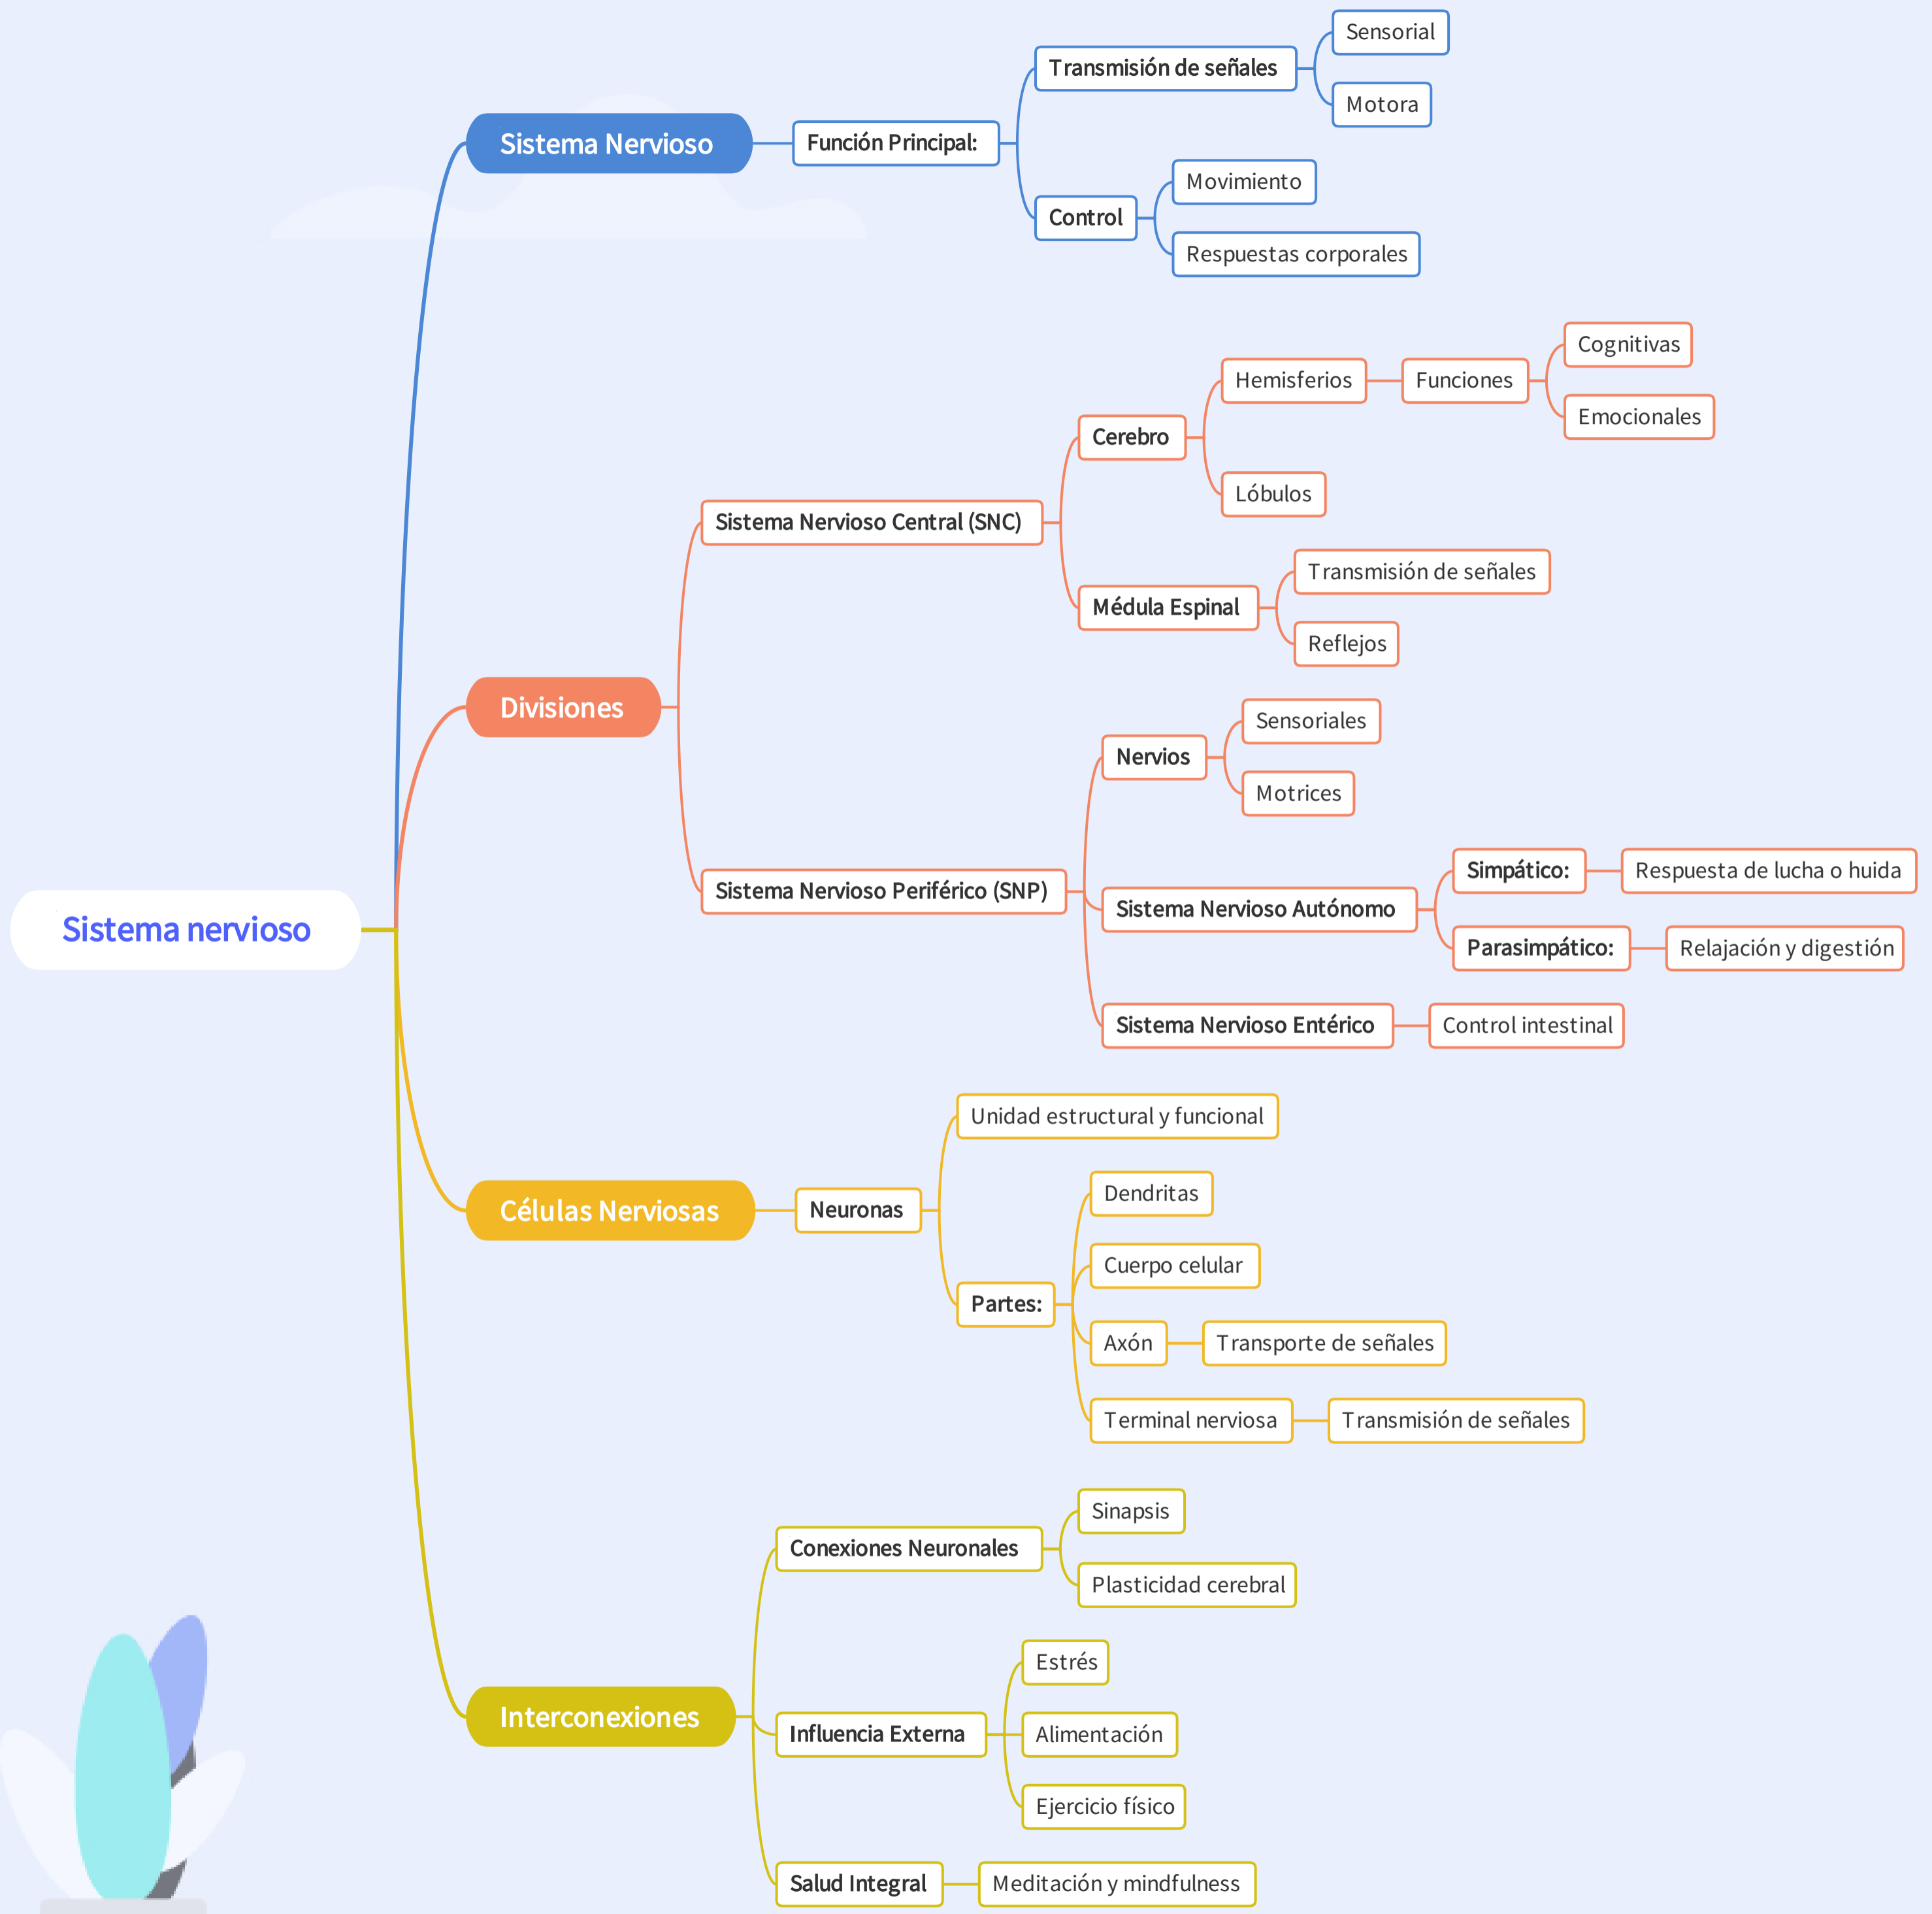 Sistema nervioso
Sistema Nervioso
Función Principal:
Transmisión de señales
Sensorial
Motora
Control
Movimiento
Respuestas corporales
Divisiones
Sistema Nervioso Central (SNC)
Cerebro
Hemisferios
Funciones
Cognitivas
Emocionales
Lóbulos
Médula Espinal
Transmisión de señales
Reflejos
Sistema Nervioso Periférico (SNP)
Nervios
Sensoriales
Motrices
Sistema Nervioso Autónomo
Simpático:
Respuesta de lucha o huida
Parasimpático:
Relajación y digestión
Sistema Nervioso Entérico
Control intestinal
Células Nerviosas
Neuronas
Unidad estructural y funcional
Partes:
Dendritas
Cuerpo celular
Axón
Transporte de señales
Terminal nerviosa
Transmisión de señales
Interconexiones
Conexiones Neuronales
Sinapsis
Plasticidad cerebral
Influencia Externa
Estrés
Alimentación
Ejercicio físico
Salud Integral
Meditación y mindfulness